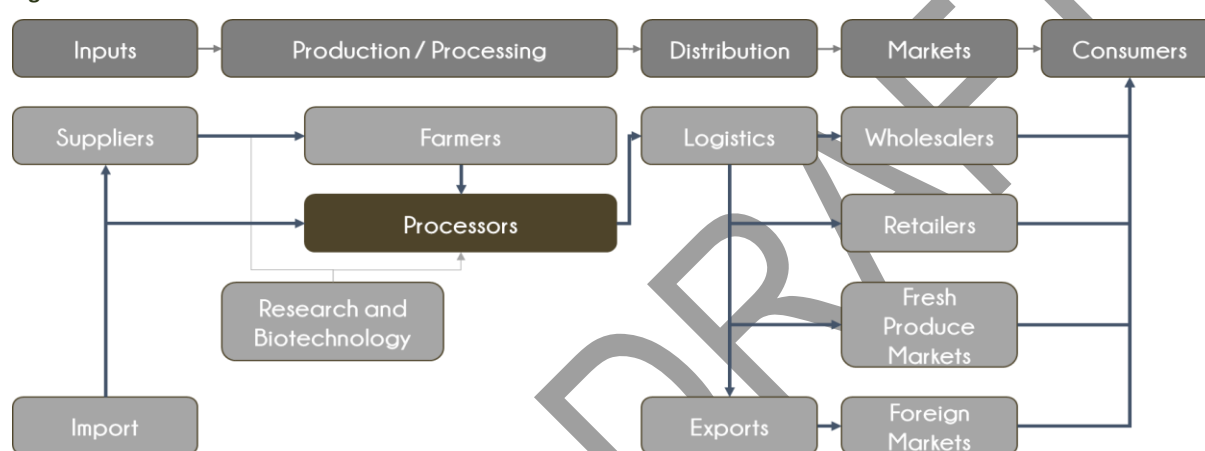 Inputs
Production / Processing
Distribution
Markets
Consumers
Suppliers
Farmers
Logistics
Wholesalers
Processors
Retailers
Research and
Biotechnology
Fresh
Produce
Markets
Import
Exports
Foreign
Markets
DRAFT